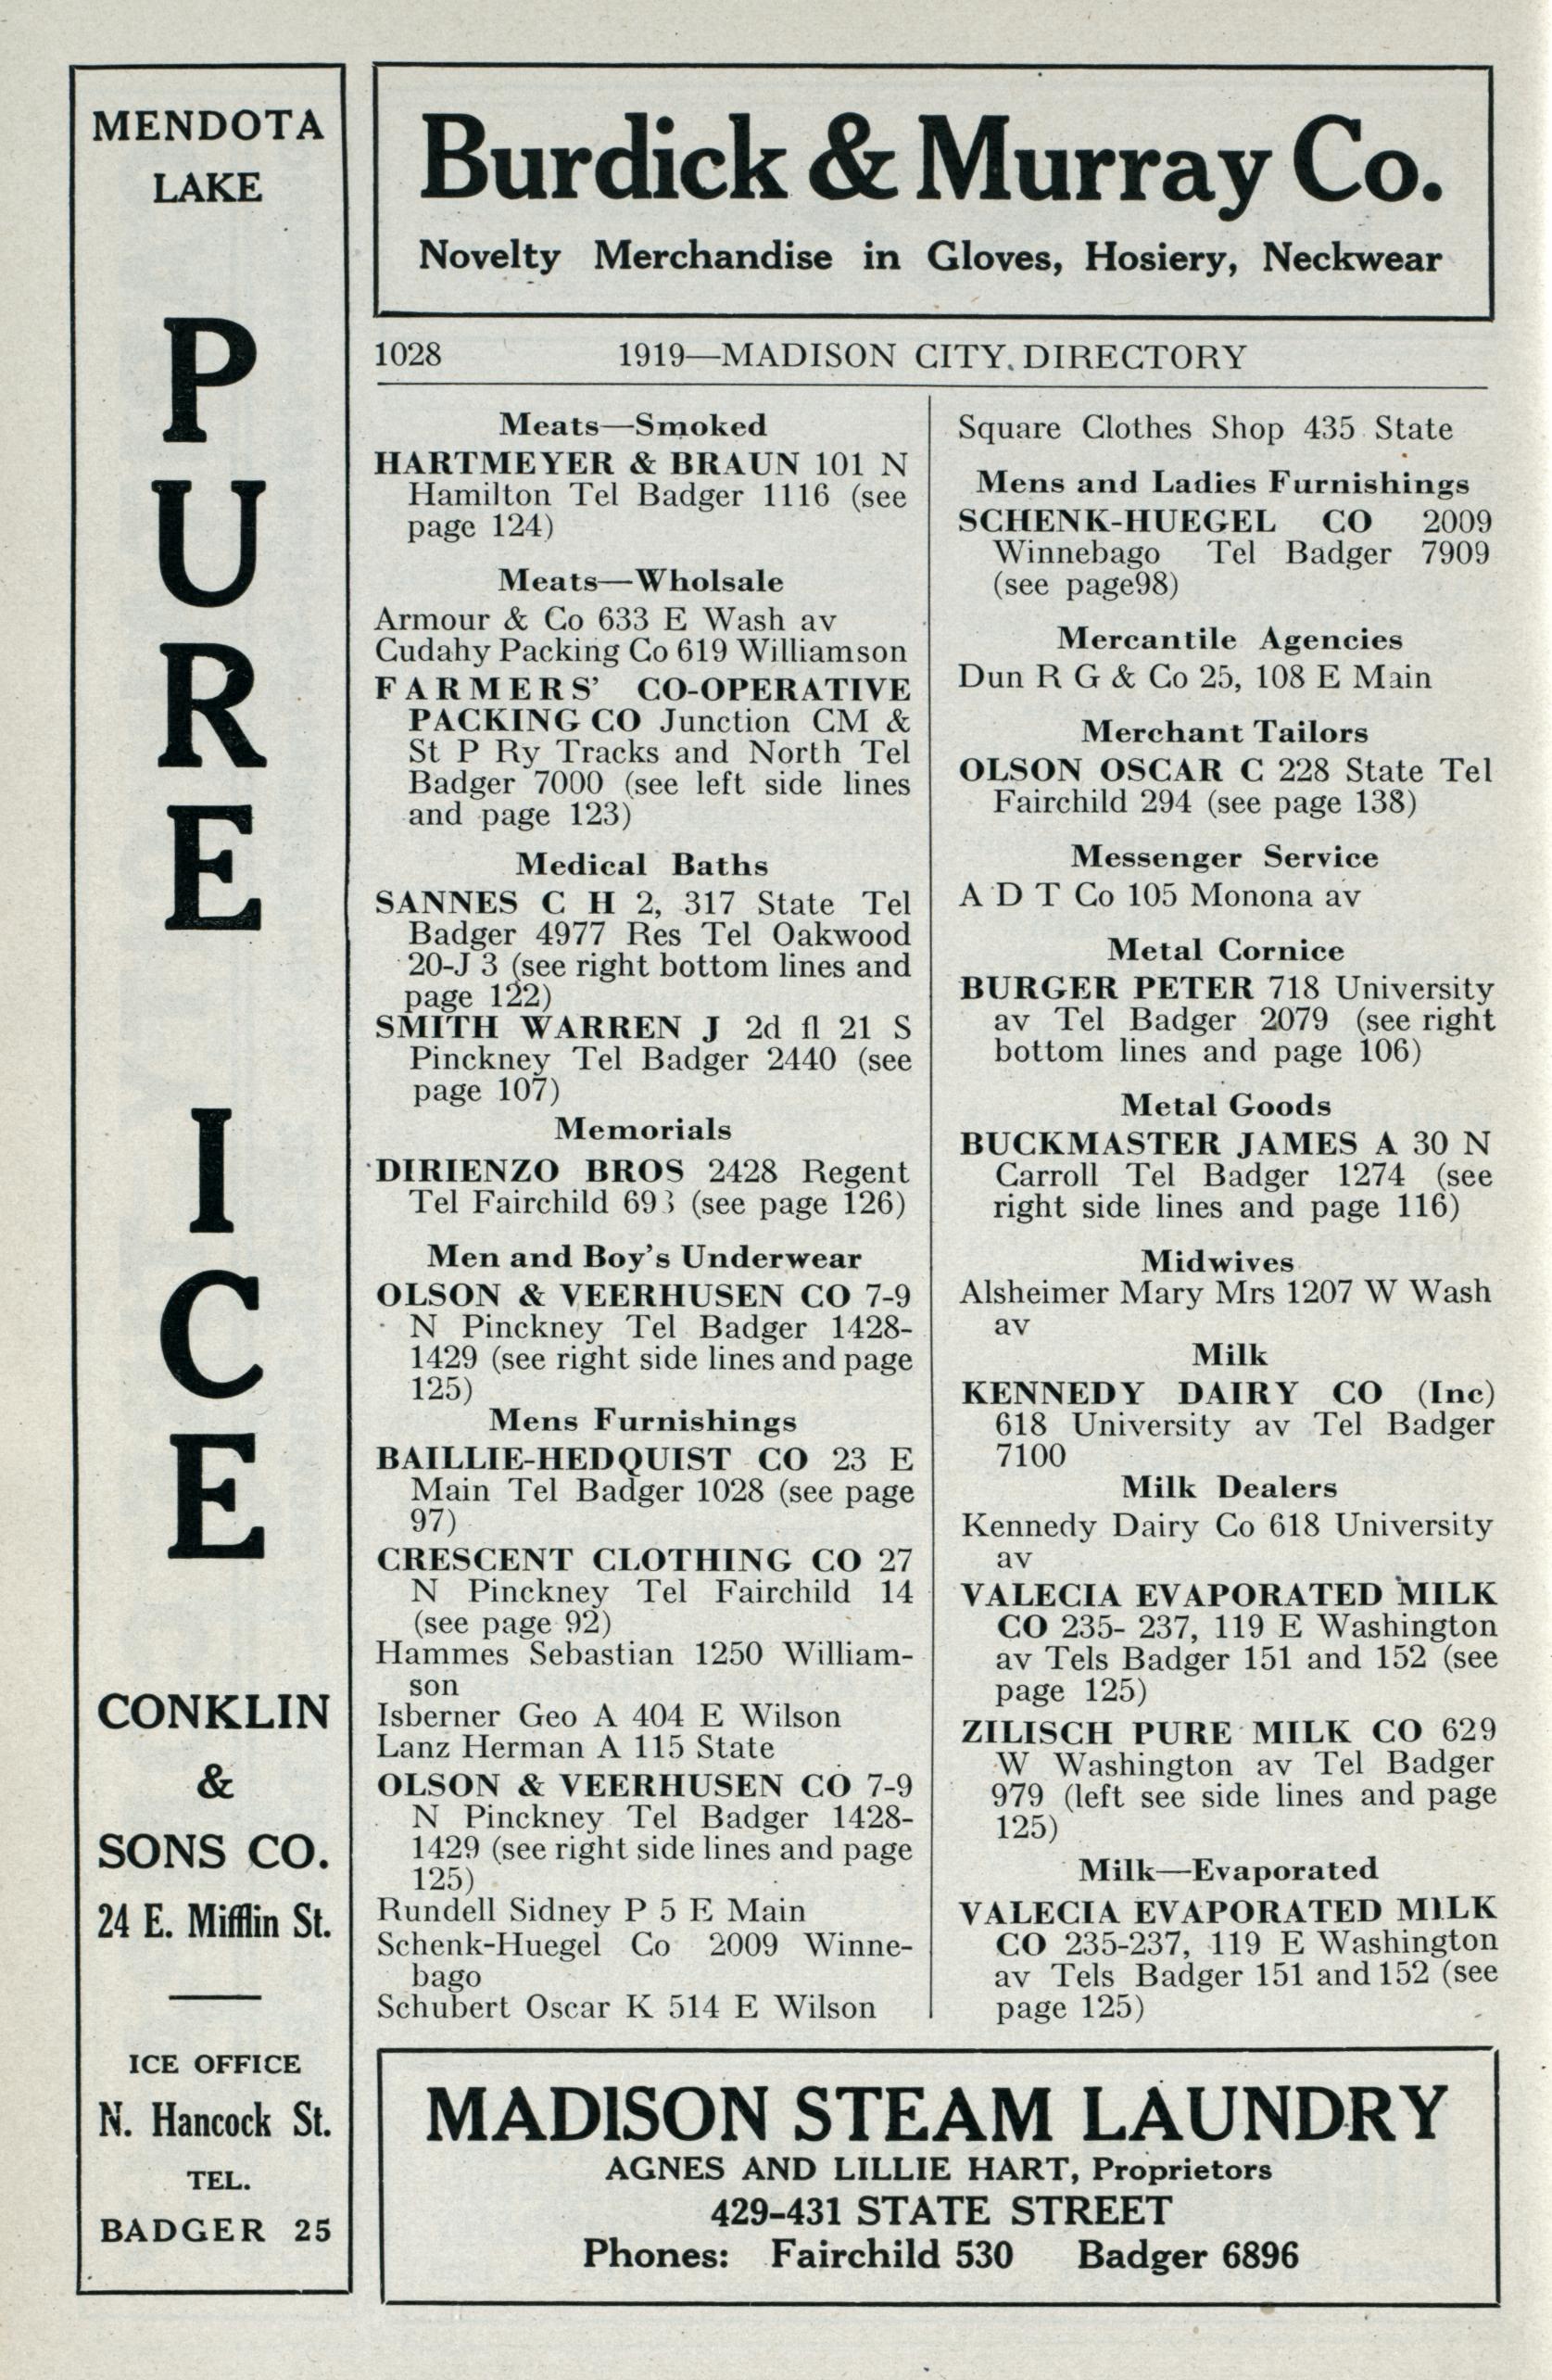 MENDOTA
LAKE
PURE
ICE
CONKLIN
&
SONS CO.
24 E. Mifflin St.
ICE OFFICE
N. Hancock St.
TEL.
BADGER 25
Burdick & Murray Co.
Novelty Merchandise in Gloves, Hosiery, Neckwear
1028 1919—MADISON CITY DIRECTORY
Meats—Smoked
HARTMEYER & BRAUN 101 N
Hamilton Tel Badger 1116 (see
page 124)
Meats—Wholsale
Armour & Co 633 E Wash av
Cudahy Packing Co 619 Williamson
FARMERS' CO-OPERATIVE
PACKING CO Junction CM &
St P Ry Tracks and North Tel
Badger 7000 (see left side lines
and page 123)
Medical Baths
SANNES C H 2, 317 State Tel
Badger 4977 Res Tel Oakwood
20-J 3 (see right bottom lines and
page 122)
SMITH WARREN J 2d fl 21 S
Pinckney Tel Badger 2440 (see
page 107)
Memorials
DIRIENZO BROS 2428 Regent
Tel Fairchild 693 (see page 126)
Men and Boy's Underwear
OLSON & VEERHUSEN CO 7-9
N Pinckney Tel Badger 1428-
1429 (see right side lines and page
125)
Mens Furnishings
BAILLIE-HEDQUIST CO 23 E
Main Tel Badger 1028 (see page
97)
CRESCENT CLOTHING CO 27
N Pinckney Tel Fairchild 14
(see page 92)
Hammes Sebastian 1250 William-
son
Isberner Geo A 404 E Wilson
Lanz Herman A 115 State
OLSON & VEERHUSEN CO 7-9
N Pinckney Tel Badger 1428-
1429 (see right side lines and page
125)
Rundell Sidney P 5 E Main
Schenk-Huegel Co 2009 Winne-
bago
Schubert Oscar K 514 E Wilson
Square Clothes Shop 435 State
Mens and Ladies Furnishings
SCHENK-HUEGEL CO 2009
Winnebago Tel Badger 7909
(see page98)
Mercantile Agencies
Dun R G & Co 25, 108 E Main
Merchant Tailors
OLSON OSCAR C 228 State Tel
Fairchild 294 (see page 138)
Messenger Service
A D T Co 105 Monona av
Metal Cornice
BURGER PETER 718 University
av Tel Badger 2079 (see right
bottom lines and page 106)
Metal Goods
BUCKMASTER JAMES A 30 N
Carroll Tel Badger 1274 (see
right side lines and page 116)
Midwives
Alsheimer Mary Mrs 1207 W Wash
av
Milk
KENNEDY DAIRY CO (Inc)
618 University av Tel Badger
7100
Milk Dealers
Kennedy Dairy Co 618 University
av
VALECIA EVAPORATED MILK
CO 235- 237, 119 E Washington
av Tels Badger 151 and 152 (see
page 125)
ZILISCH PURE MILK CO 629
W Washington av Tel Badger
979 (left see side lines and page
125)
Milk—Evaporated
VALECIA EVAPORATED MILK
CO 235-237, 119 E Washington
av Tels Badger 151 and 152 (see
page 125)
MADISON STEAM LAUNDRY
AGNES AND LILLIE HART, Proprietors
429-431 STATE STREET
Phones: Fairchild 530 Badger 6896